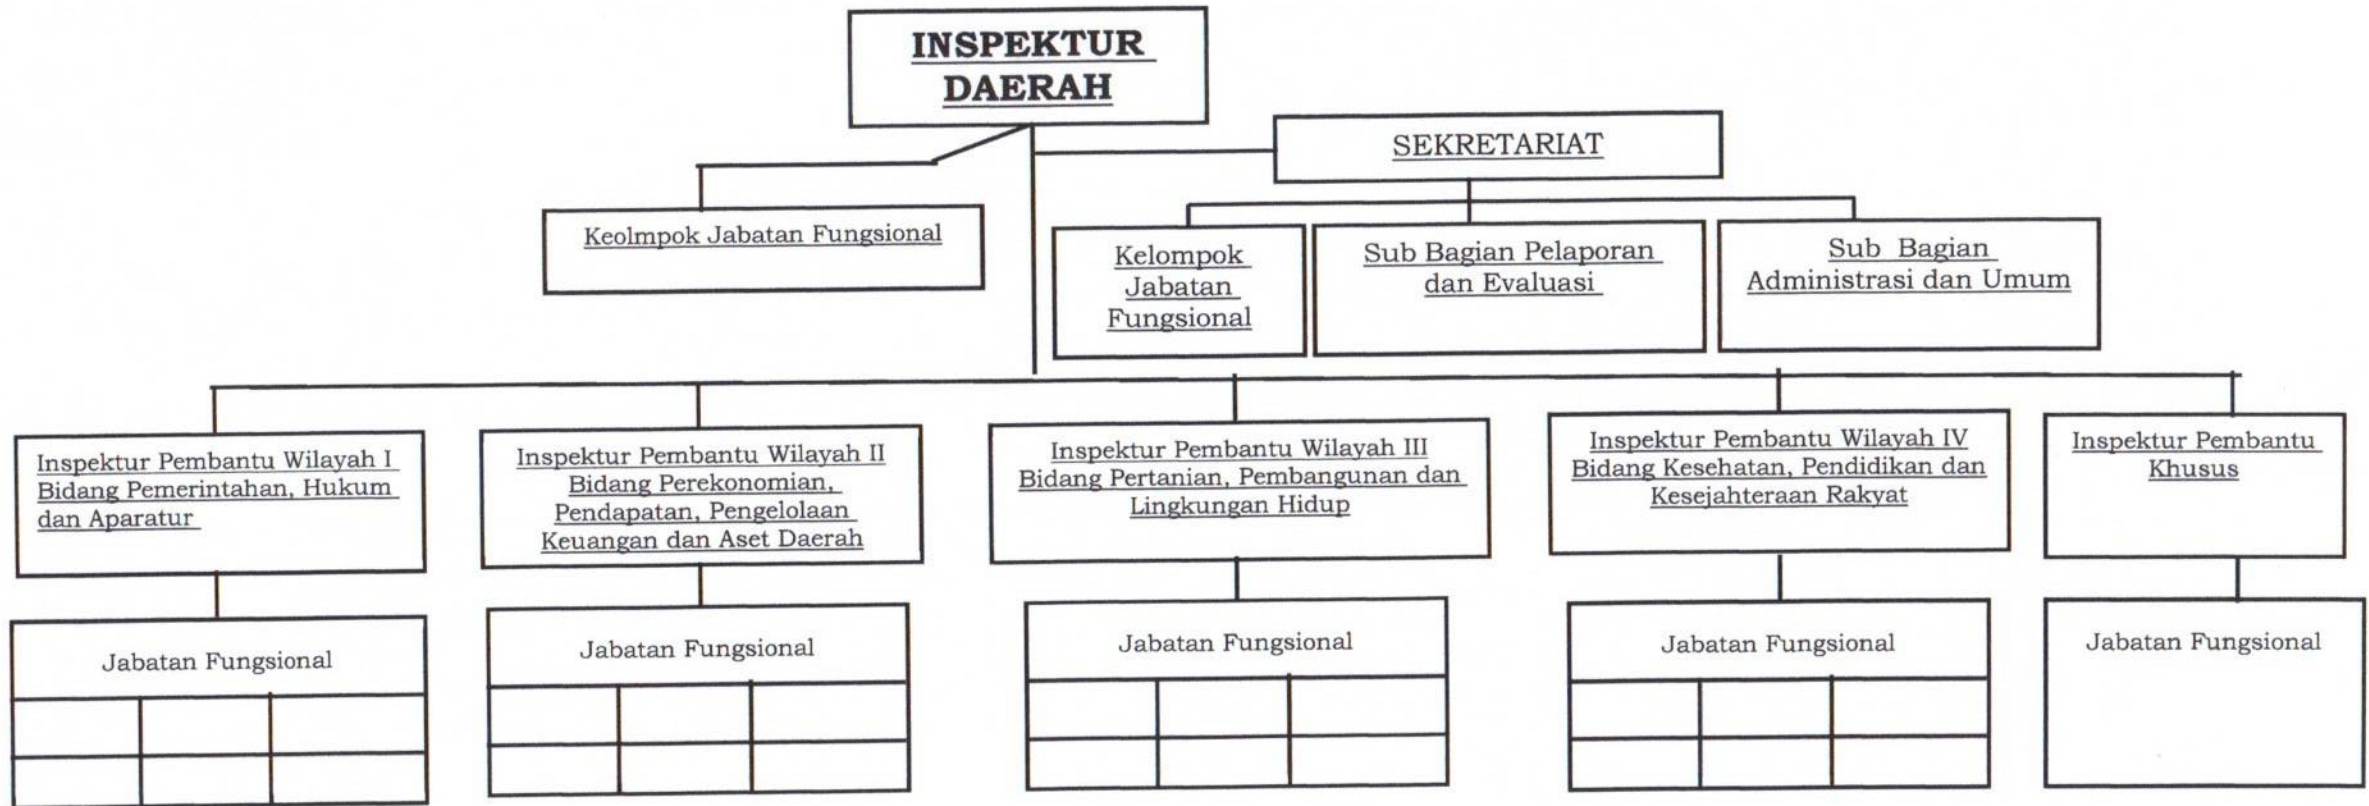 INSPEKTUR
DAERAH
SEKRETARIAT
Keolmpok Jabatan Fungsional
Kelompok
Jabatan
Fungsional
Sub Bagian Pelaporan
dan Evaluasi
Sub Bagian
Administrasi dan Umum
Inspektur Pembantu Wilayah I
Bidang Pemerintahan, Hukum
dan Aparatur
Inspektur Pembantu Wilayah II
Bidang Perekonomian,
Pendapatan, Pengelolaan
Keuangan dan Aset Daerah
Inspektur Pembantu Wilayah III
Bidang Pertanian, Pembangunan dan
Lingkungan Hidup
Inspektur Pembantu Wilayah IV
Bidang Kesehatan, Pendidikan dan
Kesejahteraan Rakyat
Inspektur Pembantu
Khusus
Jabatan Fungsional
Jabatan Fungsional
Jabatan Fungsional
Jabatan Fungsional
Jabatan Fungsional